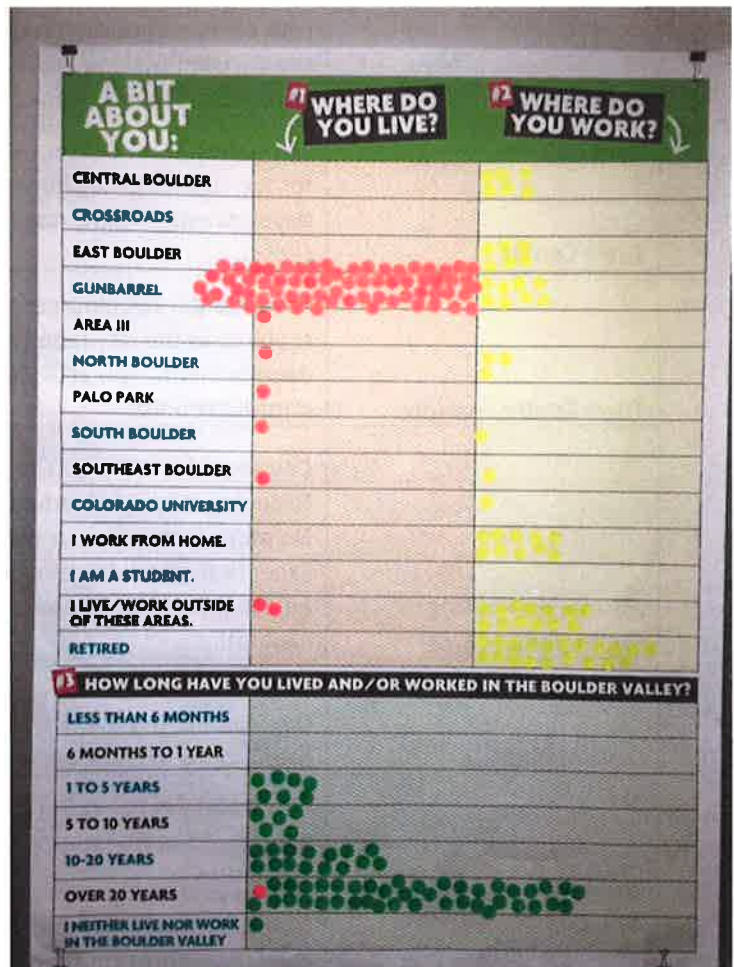 A BIT
ABOUT
YOU:
#1 WHERE DO
YOU LIVE?
#2 WHERE DO
YOU WORK?
CENTRAL BOULDER
CROSSROADS
EAST BOULDER
GUNBARREL
AREA III
NORTH BOULDER
PALO PARK
SOUTH BOULDER
SOUTHEAST BOULDER
COLORADO UNIVERSITY
I WORK FROM HOME.
I AM A STUDENT.
I LIVE/WORK OUTSIDE
OF THESE AREAS.
RETIRED
#3 HOW LONG HAVE YOU LIVED AND/OR WORKED IN THE BOULDER VALLEY?
LESS THAN 6 MONTHS
6 MONTHS TO 1 YEAR
1 TO 5 YEARS
5 TO 10 YEARS
10-20 YEARS
OVER 20 YEARS
I NEITHER LIVE NOR WORK
IN THE BOULDER VALLEY